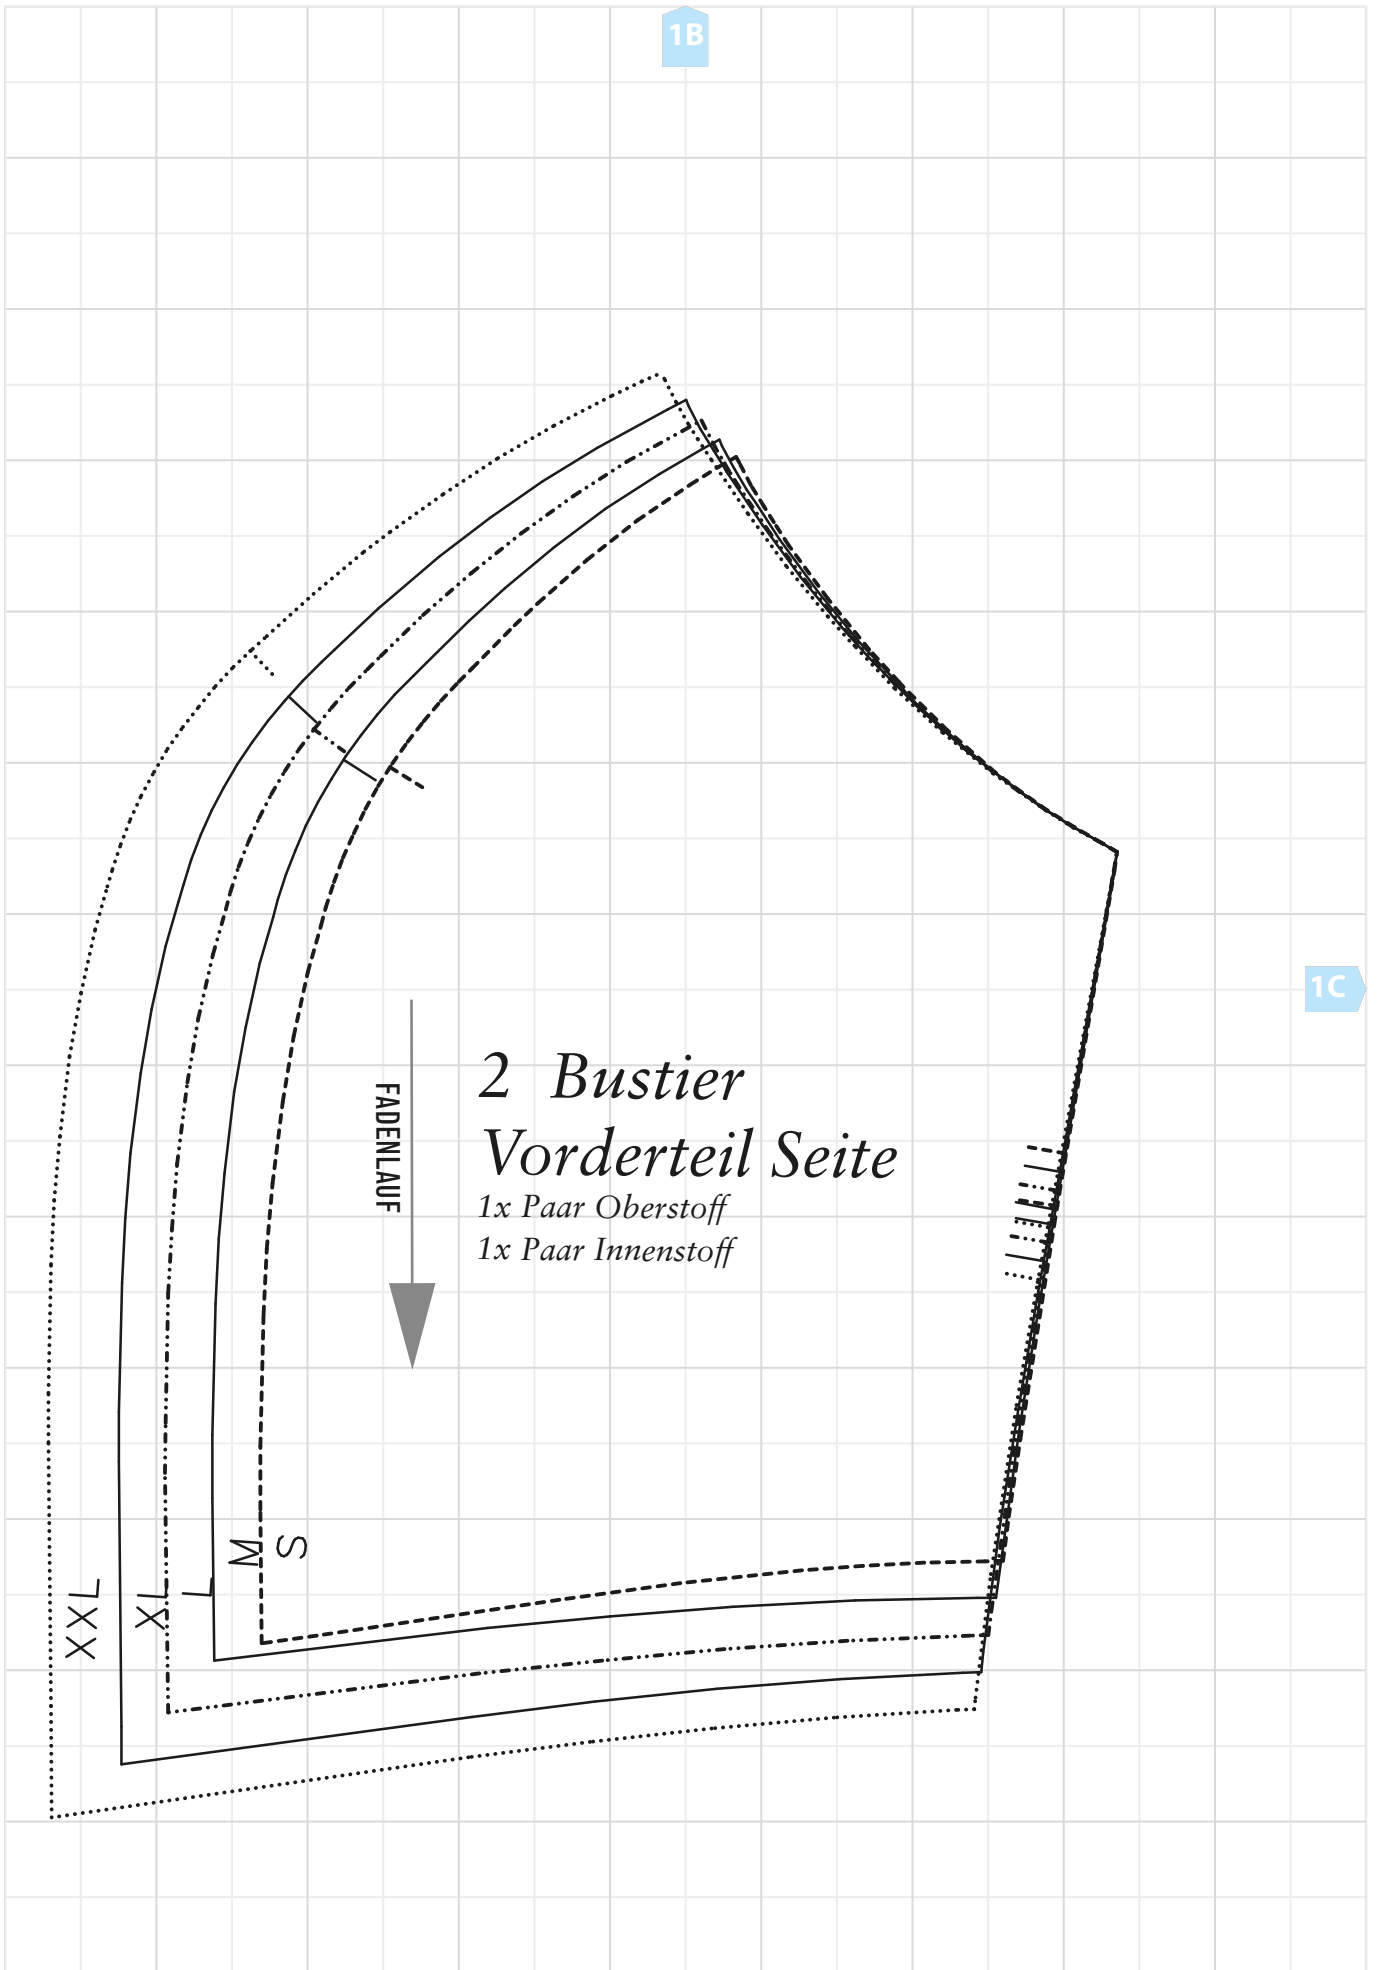 1B
1C
2 Bustier
Vorderteil Seite
1x Paar Oberstoff
1x Paar Innenstoff
FADENLAUF
M
S
XXL
XL
L